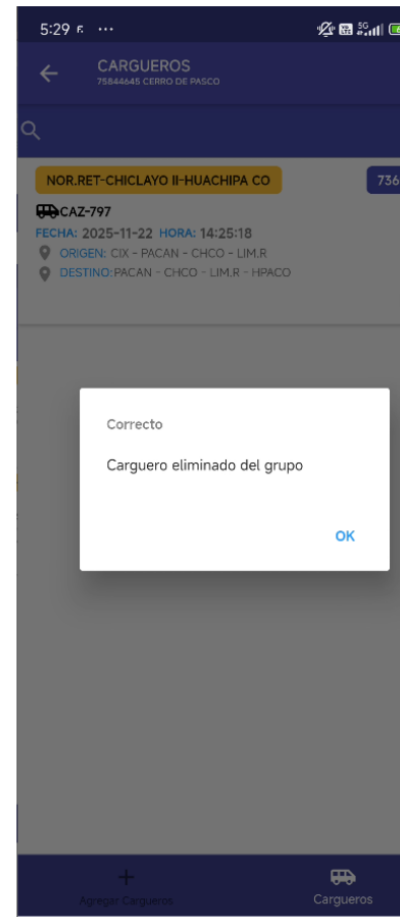 5:29
CARGUEROS
75844645 CERRO DE PASCO
NOR.RET-CHICLAYO II-HUACHIPA CO
736
CAZ-797
FECHA: 2025-11-22 HORA: 14:25:18
ORIGEN: CIX - PACAN - CHCO - LIM.R
DESTINO: PACAN - CHCO - LIM.R - HPACO
Correcto
Carguero eliminado del grupo
OK
Agregar Cargueros
Cargueros